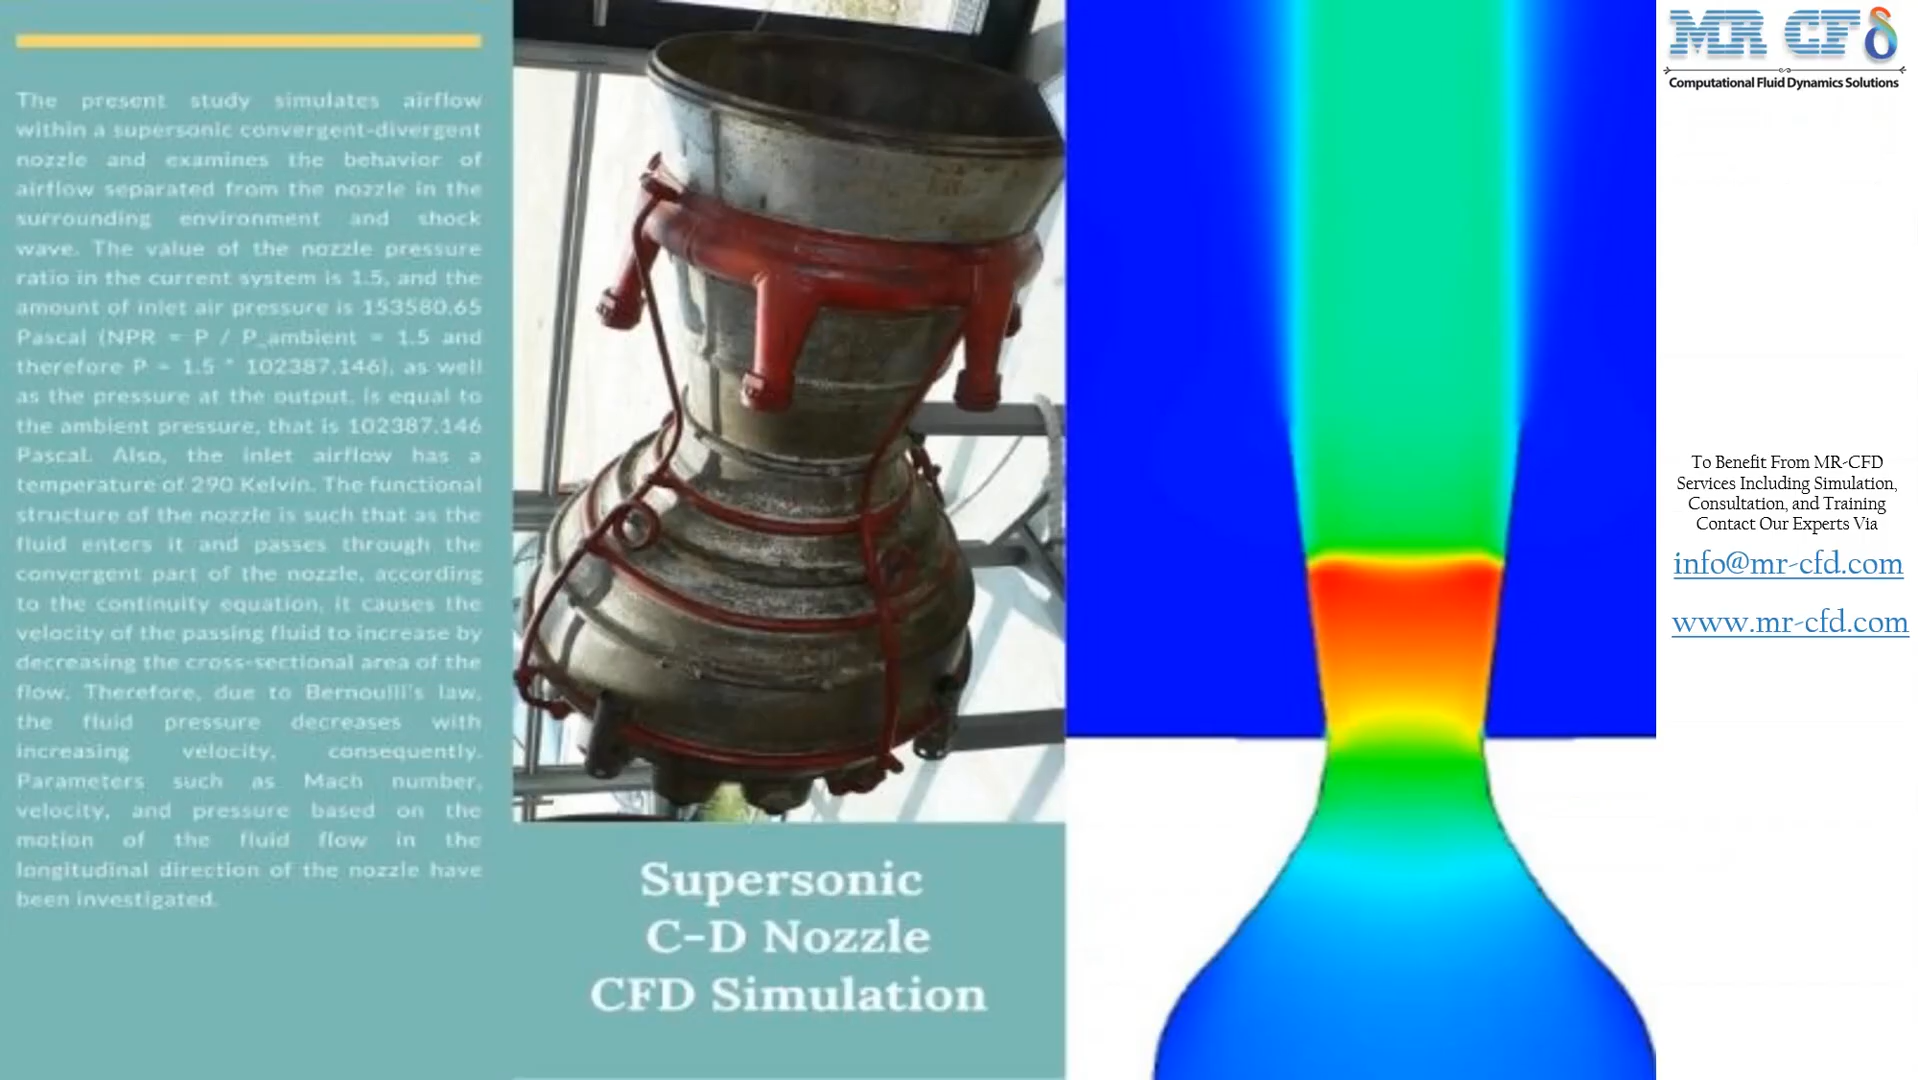 The present study simulates airflow
within a supersonic convergent-divergent
nozzle and examines the behavior of
airflow separated from the nozzle in the
surrounding environment and shock
wave. The value of the nozzle pressure
ratio in the current system is 1.5, and the
amount of inlet air pressure is 153580.65
Pascal (NPR = P / P_ambient = 1.5 and
therefore P = 1.5 * 102387.146), as well
as the pressure at the output, is equal to
the ambient pressure, that is 102387.146
Pascal. Also, the inlet airflow has a
temperature of 290 Kelvin. The functional
structure of the nozzle is such that as the
fluid enters it and passes through the
convergent part of the nozzle, according
to the continuity equation, it causes the
velocity of the passing fluid to increase by
decreasing the cross-sectional area of the
flow. Therefore, due to Bernoulli's law,
the fluid pressure decreases with
increasing velocity, consequently.
Parameters such as Mach number,
velocity, and pressure based on the
motion of the fluid flow in the
longitudinal direction of the nozzle have
been investigated.
Supersonic
C-D Nozzle
CFD Simulation
MR CFδ
Computational Fluid Dynamics Solutions
To Benefit From MR-CFD
Services Including Simulation,
Consultation, and Training
Contact Our Experts Via
info@mr-cfd.com
www.mr-cfd.com